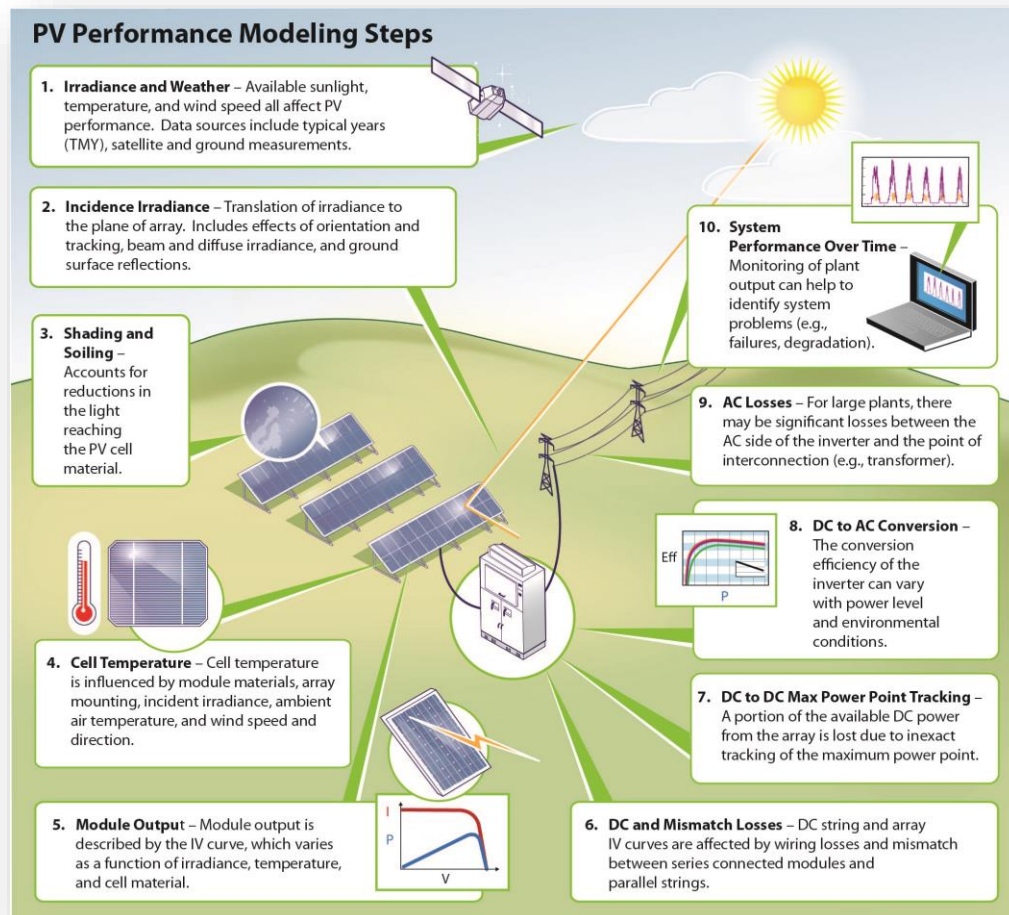 PV Performance Modeling Steps
1. Irradiance and Weather – Available sunlight,
temperature, and wind speed all affect PV
performance. Data sources include typical years
(TMY), satellite and ground measurements.
2. Incidence Irradiance – Translation of irradiance to
the plane of array. Includes effects of orientation and
tracking, beam and diffuse irradiance, and ground
surface reflections.
3. Shading and
Soiling –
Accounts for
reductions in
the light
reaching
the PV cell
material.
4. Cell Temperature – Cell temperature
is influenced by module materials, array
mounting, incident irradiance, ambient
air temperature, and wind speed and
direction.
5. Module Output – Module output is
described by the IV curve, which varies
as a function of irradiance, temperature,
and cell material.
I
P
V
6. DC and Mismatch Losses – DC string and array
IV curves are affected by wiring losses and mismatch
between series connected modules and
parallel strings.
7. DC to DC Max Power Point Tracking –
A portion of the available DC power
from the array is lost due to inexact
tracking of the maximum power point.
8. DC to AC Conversion –
The conversion
efficiency of the
inverter can vary
with power level
and environmental
conditions.
Eff
P
9. AC Losses – For large plants, there
may be significant losses between the
AC side of the inverter and the point of
interconnection (e.g., transformer).
10. System
Performance Over Time –
Monitoring of plant
output can help to
identify system
problems (e.g.,
failures, degradation).